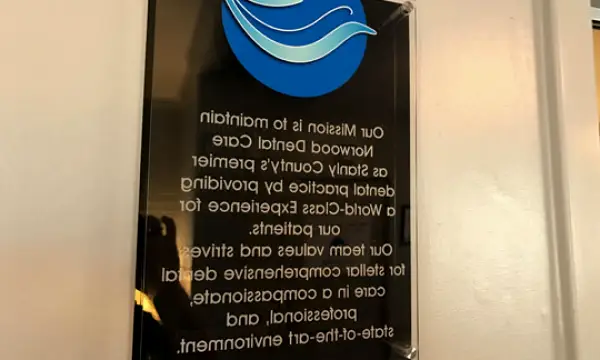 Our Mission is to maintain
Norwood Dental Care
as Stanly County's premier
dental practice by providing
a World-Class Experience for
our patients.
Our team values and strives
for stellar comprehensive dental
care in a compassionate,
professional, and
state-of-the-art environment.